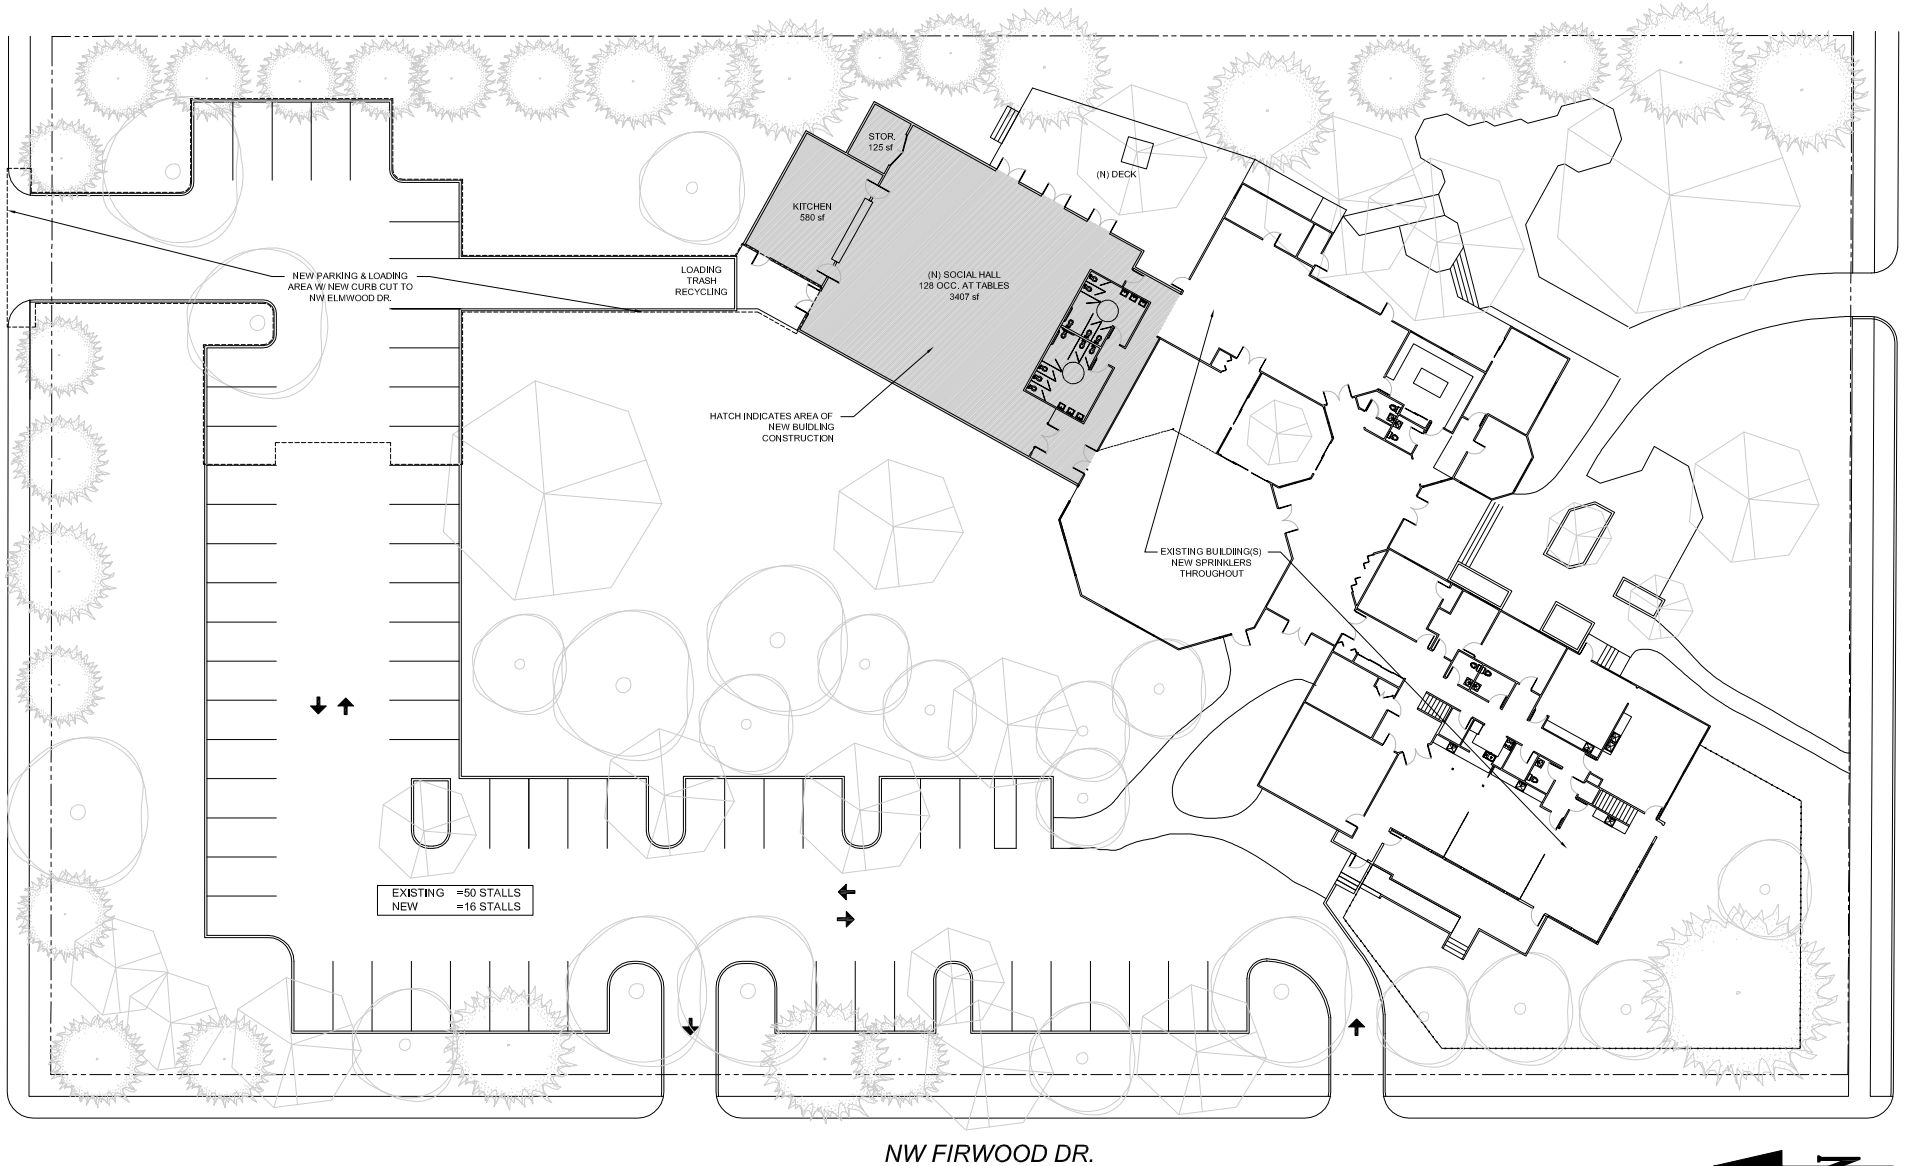 STOR.
125 sf
(N) DECK
KITCHEN
580 sf
NEW PARKING & LOADING
AREA W/ NEW CURB CUT TO
NW ELMWOOD DR.
LOADING
TRASH
RECYCLING
(N) SOCIAL HALL
128 OCC. AT TABLES
3407 sf
HATCH INDICATES AREA OF
NEW BUIDLING
CONSTRUCTION
EXISTING BUILDIING(S)
NEW SPRINKLERS
THROUGHOUT
EXISTING =50 STALLS
NEW =16 STALLS
NW FIRWOOD DR.